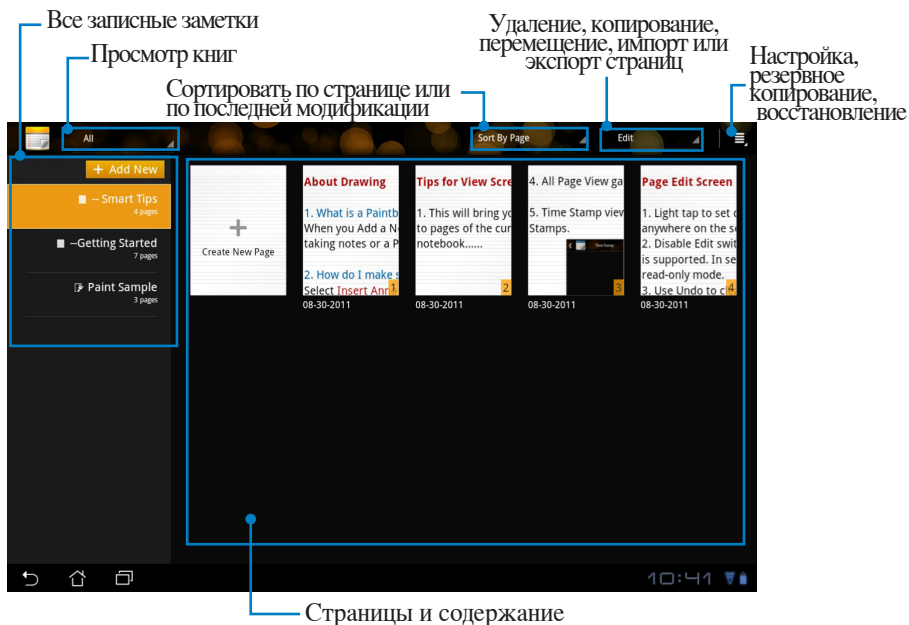 Все записные заметки
Просмотр книг
Сортировать по странице или
по последней модификации
Удаление, копирование,
перемещение, импорт или
экспорт страниц
Настройка,
резервное
копирование,
восстановление
All
Sort By Page
Edit
+ Add New
-- Smart Tips
4 pages
--Getting Started
7 pages
Paint Sample
3 pages
+
Create New Page
About Drawing
1. What is a Paintb
When you Add a N
taking notes or a P
2. How do I make s
Select Insert Ann
1
08-30-2011
Tips for View Scre
1. This will bring yo
to pages of the cur
notebook......
2
08-30-2011
4. All Page View ga
5. Time Stamp view
Stamps.
3
08-30-2011
Page Edit Screen
1. Light tap to set c
anywhere on the s
2. Disable Edit swit
is supported. In se
read-only mode.
3. Use Undo to c
4
08-30-2011
10:41
Страницы и содержание